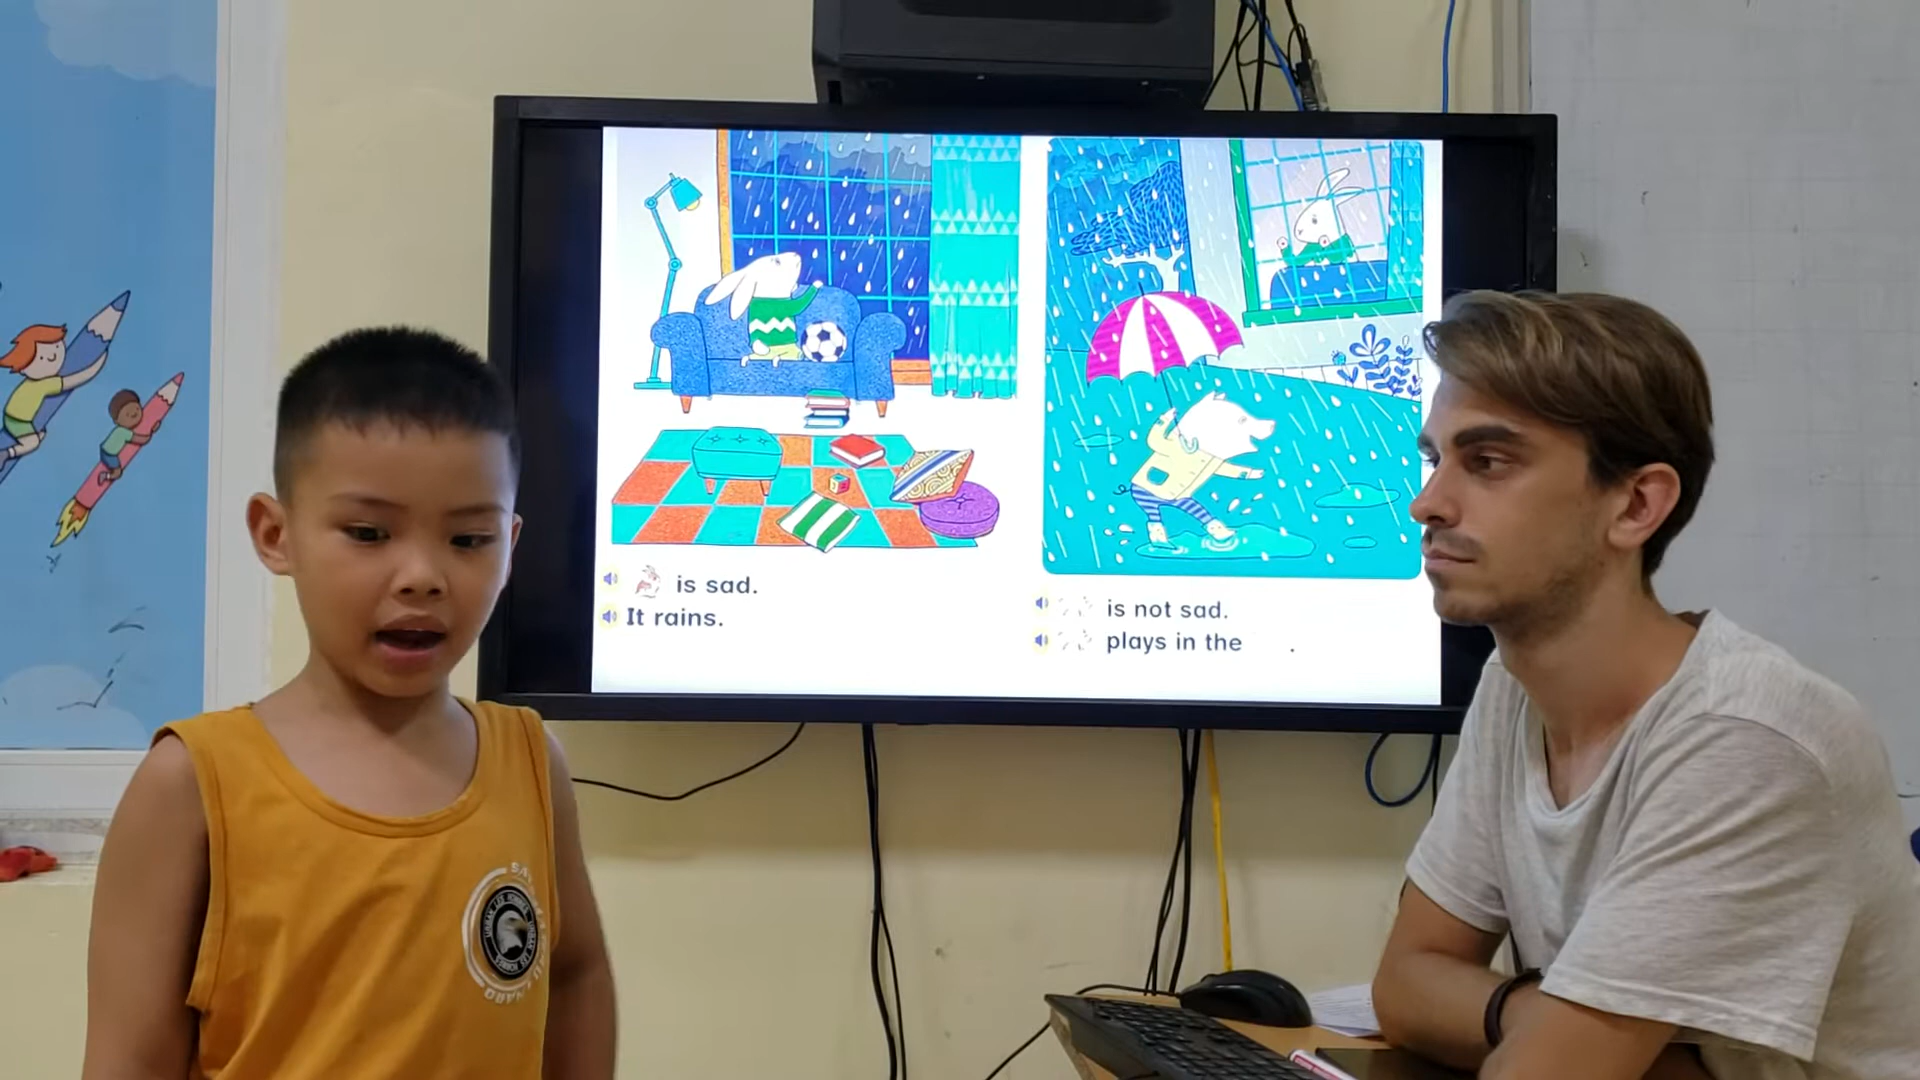 is sad.
It rains.
is not sad.
plays in the .